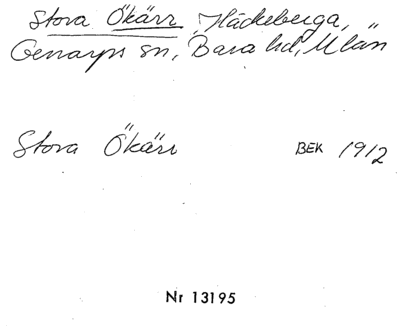 Stora Ökärr Häckeberga,
Genarps sn, Bara hd, M län
Stora Ökärr BEK 1912
Nr 13195